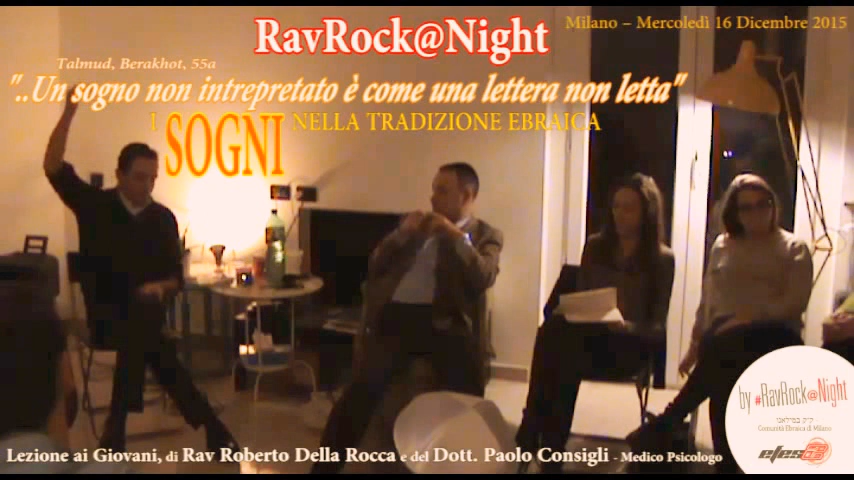 RavRock@Night
Milano – Mercoledì 16 Dicembre 2015
Talmud, Berakhot, 55a
"..Un sogno non intrepretato è come una lettera non letta"
I SOGNI NELLA TRADIZIONE EBRAICA
by #RavRock@Night
ק״ק במילאנו
Comunità Ebraica di Milano
Lezione ai Giovani, di Rav Roberto Della Rocca e del Dott. Paolo Consigli - Medico Psicologo